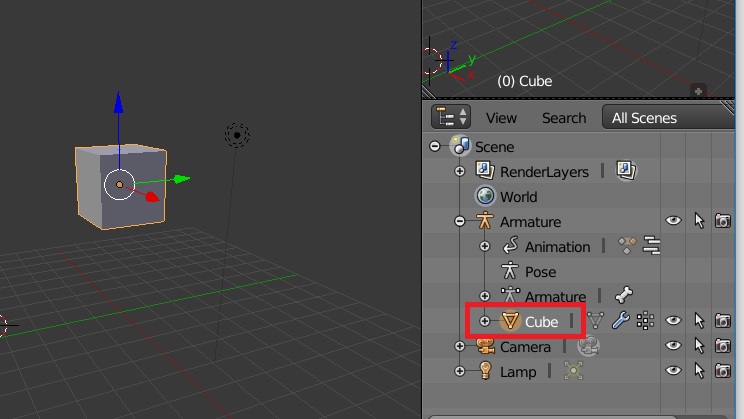 z
y
x
(0) Cube
View Search All Scenes
Scene
RenderLayers
World
Armature
Animation
Pose
Armature
Cube
Camera
Lamp